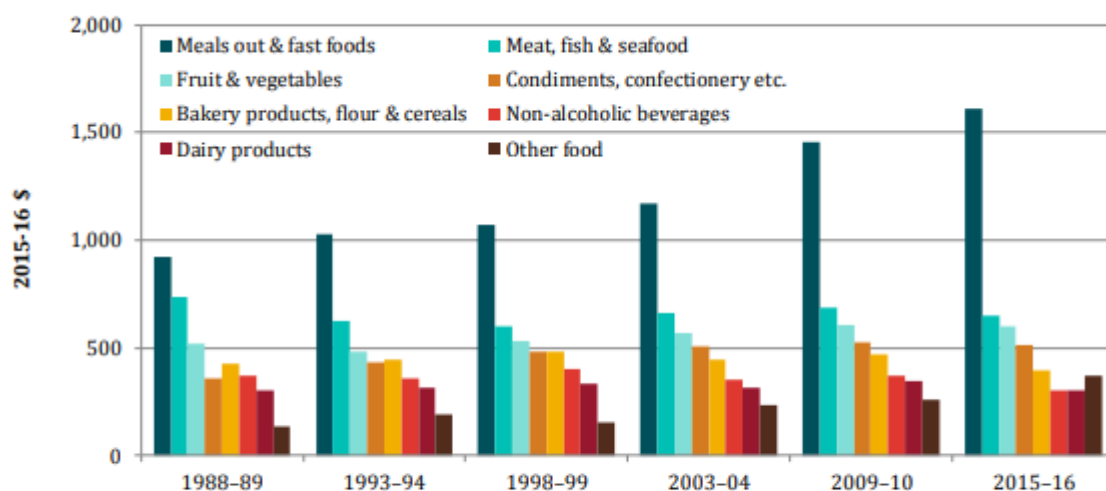 2,000
Meals out & fast foods Meat, fish & seafood
Fruit & vegetables Condiments, confectionery etc.
Bakery products, flour & cereals Non-alcoholic beverages
Dairy products Other food
1,500
1,000
500
0
2015-16 $
1988–89 1993–94 1998–99 2003–04 2009–10 2015–16